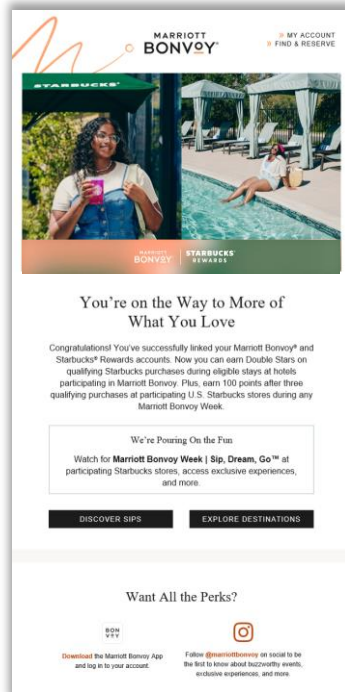 MARRIOTT
BONVOY®
» MY ACCOUNT
» FIND & RESERVE
STARBUCKS®
MARRIOTT
BONVOY®
STARBUCKS®
REWARDS
You're on the Way to More of
What You Love
Congratulations! You've successfully linked your Marriott Bonvoy® and
Starbucks® Rewards accounts. Now you can earn Double Stars on
qualifying Starbucks purchases during eligible stays at hotels
participating in Marriott Bonvoy. Plus, earn 100 points after three
qualifying purchases at participating U.S. Starbucks stores during any
Marriott Bonvoy Week.
We're Pouring On the Fun
Watch for Marriott Bonvoy Week | Sip, Dream, Go™ at
participating Starbucks stores, access exclusive experiences,
and more.
DISCOVER SIPS
EXPLORE DESTINATIONS
Want All the Perks?
BON
VOY
Download the Marriott Bonvoy App
and log in to your account.
Follow @marriottbonvoy on social to be
the first to know about buzzworthy events,
exclusive experiences, and more.